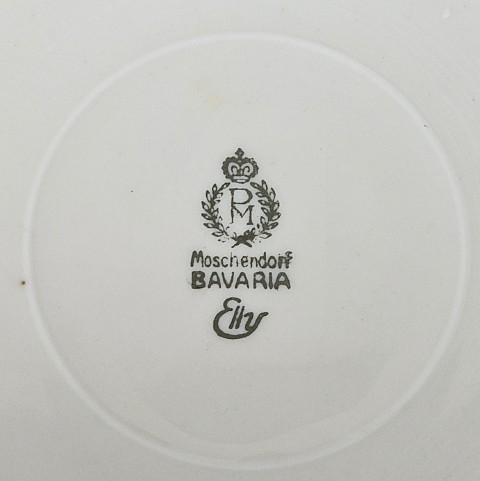 PM
Moschendorf
BAVARIA
Elly